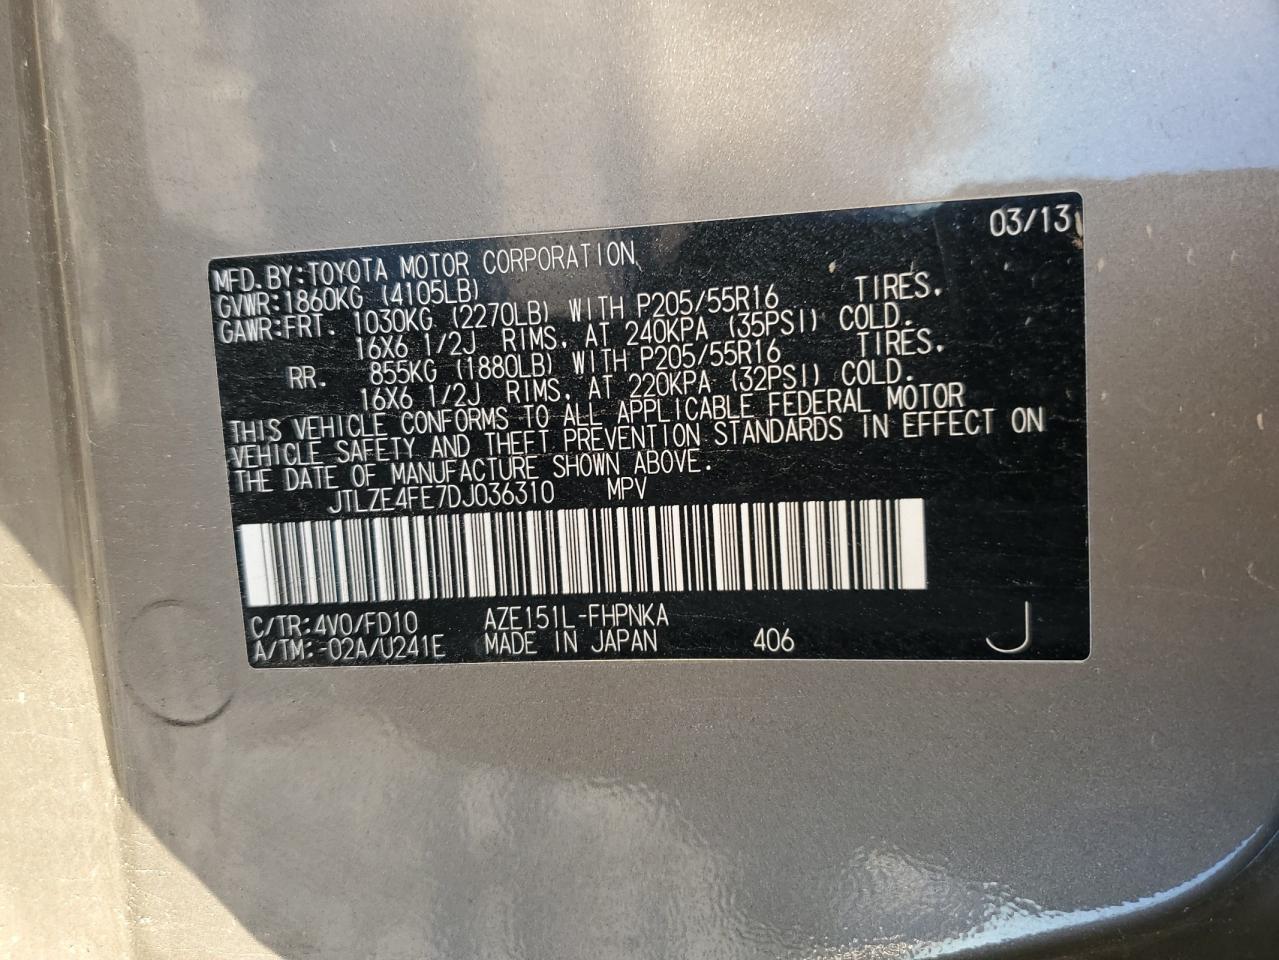 03/13
MFD.BY:TOYOTA MOTOR CORPORATION
GVWR:1860KG (4105LB)
GAWR:FRT. 1030KG (2270LB) WITH P205/55R16 TIRES.
16X6 1/2J RIMS. AT 240KPA (35PSI) COLD.
RR. 855KG (1880LB) WITH P205/55R16 TIRES.
16X6 1/2J RIMS. AT 220KPA (32PSI) COLD.
THIS VEHICLE CONFORMS TO ALL APPLICABLE FEDERAL MOTOR
VEHICLE SAFETY AND THEFT PREVENTION STANDARDS IN EFFECT ON
THE DATE OF MANUFACTURE SHOWN ABOVE.
JTLZE4FE7DJ036310 MPV
C/TR:4V0/FD10 AZE151L-FHPNKA
A/TM:-02A/U241E MADE IN JAPAN 406 J